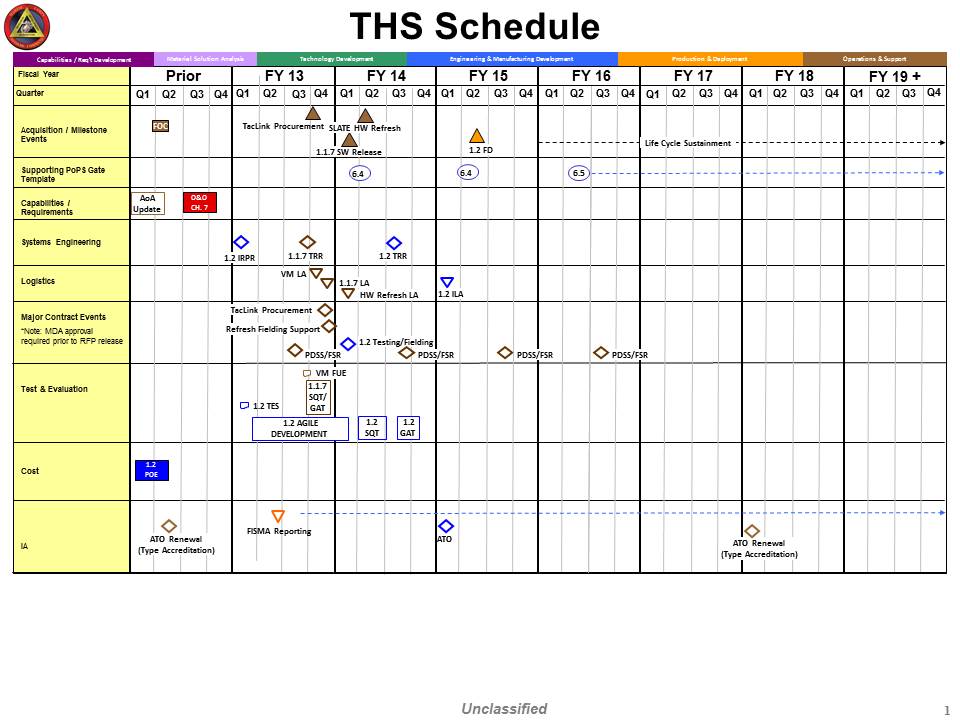 THS Schedule
Capabilities / Req't Development
Materiel Solution Analysis
Technology Development
Engineering & Manufacturing Development
Production & Deployment
Operations & Support
Fiscal Year
Prior
FY 13
FY 14
FY 15
FY 16
FY 17
FY 18
FY 19 +
Quarter
Q1 Q2 Q3 Q4 Q1 Q2 Q3 Q4 Q1 Q2 Q3 Q4 Q1 Q2 Q3 Q4 Q1 Q2 Q3 Q4 Q1 Q2 Q3 Q4 Q1 Q2 Q3 Q4 Q1 Q2 Q3 Q4
Acquisition / Milestone
Events
FOC
TacLink Procurement
SLATE HW Refresh
1.1.7 SW Release
1.2 FD
Life Cycle Sustainment
Supporting PoPS Gate
Template
6.4
6.4
6.5
Capabilities /
Requirements
AoA
Update
O&O
CH. 7
Systems Engineering
1.2 IRPR
1.1.7 TRR
1.2 TRR
Logistics
VM LA
1.1.7 LA
HW Refresh LA
1.2 ILA
Major Contract Events
*Note: MDA approval
required prior to RFP release
TacLink Procurement
Refresh Fielding Support
1.2 Testing/Fielding
PDSS/FSR
PDSS/FSR
PDSS/FSR
PDSS/FSR
Test & Evaluation
VM FUE
1.1.7
SQT/
GAT
1.2 TES
1.2 AGILE
DEVELOPMENT
1.2
SQT
1.2
GAT
Cost
1.2
POE
IA
ATO Renewal
(Type Accreditation)
FISMA Reporting
ATO
ATO Renewal
(Type Accreditation)
Unclassified
1